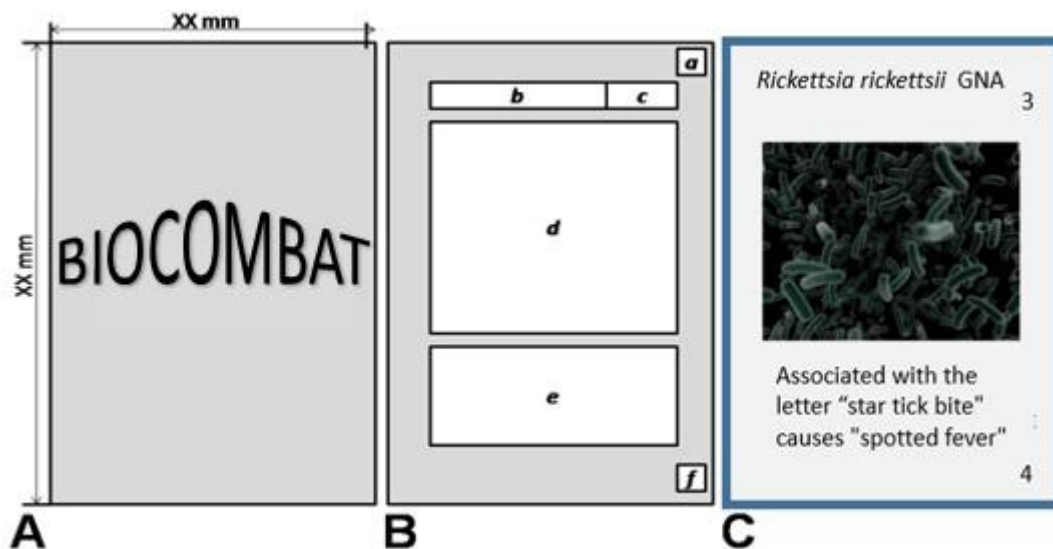 XX mm
XX mm
BIOCOMBAT
A
a
b c
d
e
f
B
Rickettsia rickettsii GNA
3
Associated with the
letter “star tick bite"
causes "spotted fever"
4
C